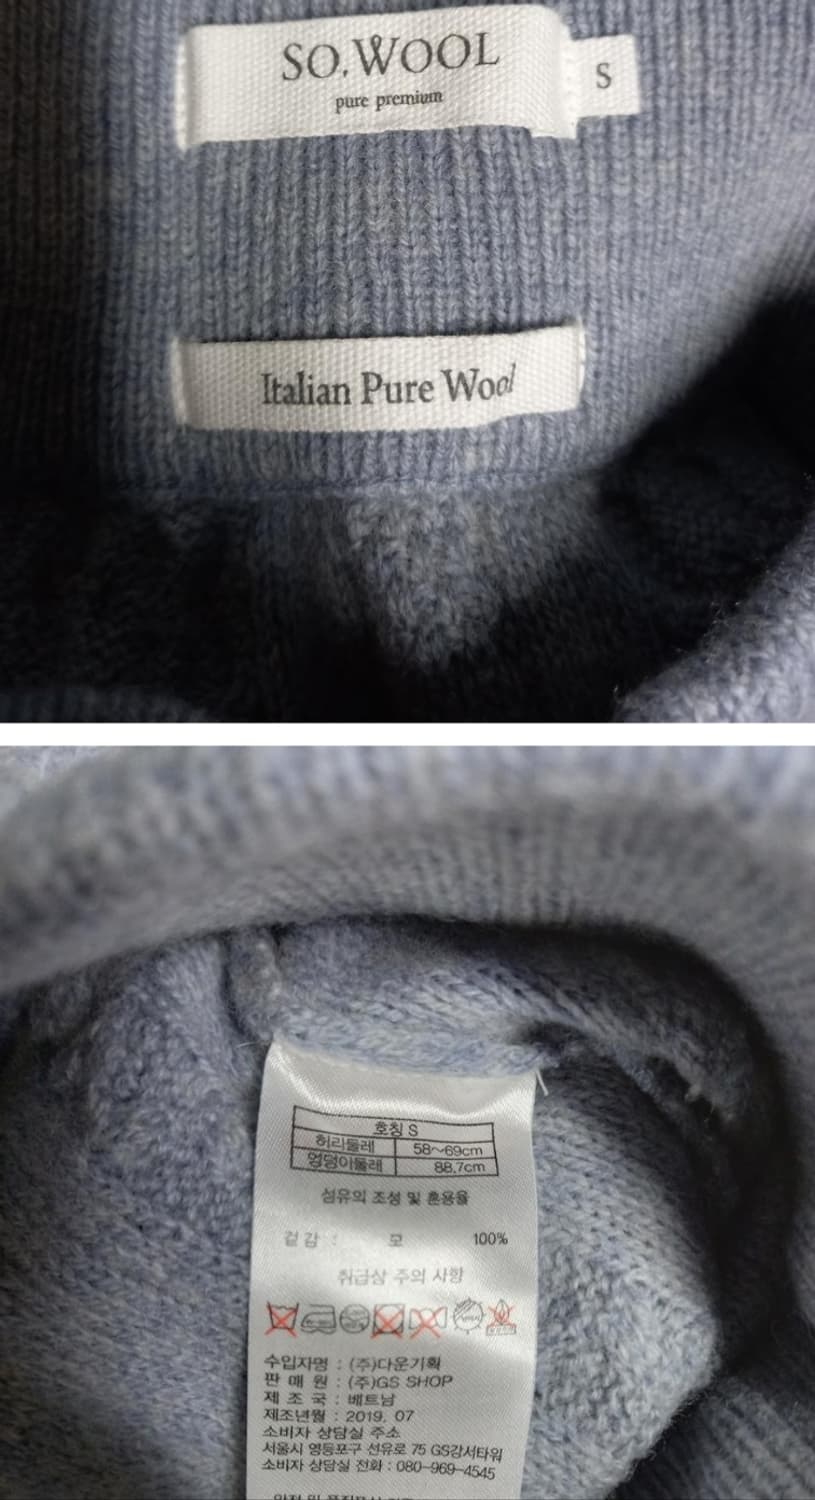 SO.WOOL
pure premium
S
Italian Pure Wool
호칭 S
허리둘레 58~69cm
엉덩이둘레 88.7cm
섬유의 조성 및 혼용율
겉감 : 모 100%
취급상 주의 사항
수입자명 : (주)다운기획
판 매 원 : (주)GS SHOP
제 조 국 : 베트남
제조년월 : 2019. 07
소비자 상담실 주소
서울시 영등포구 선유로 75 GS강서타워
소비자 상담실 전화 : 080-969-4545